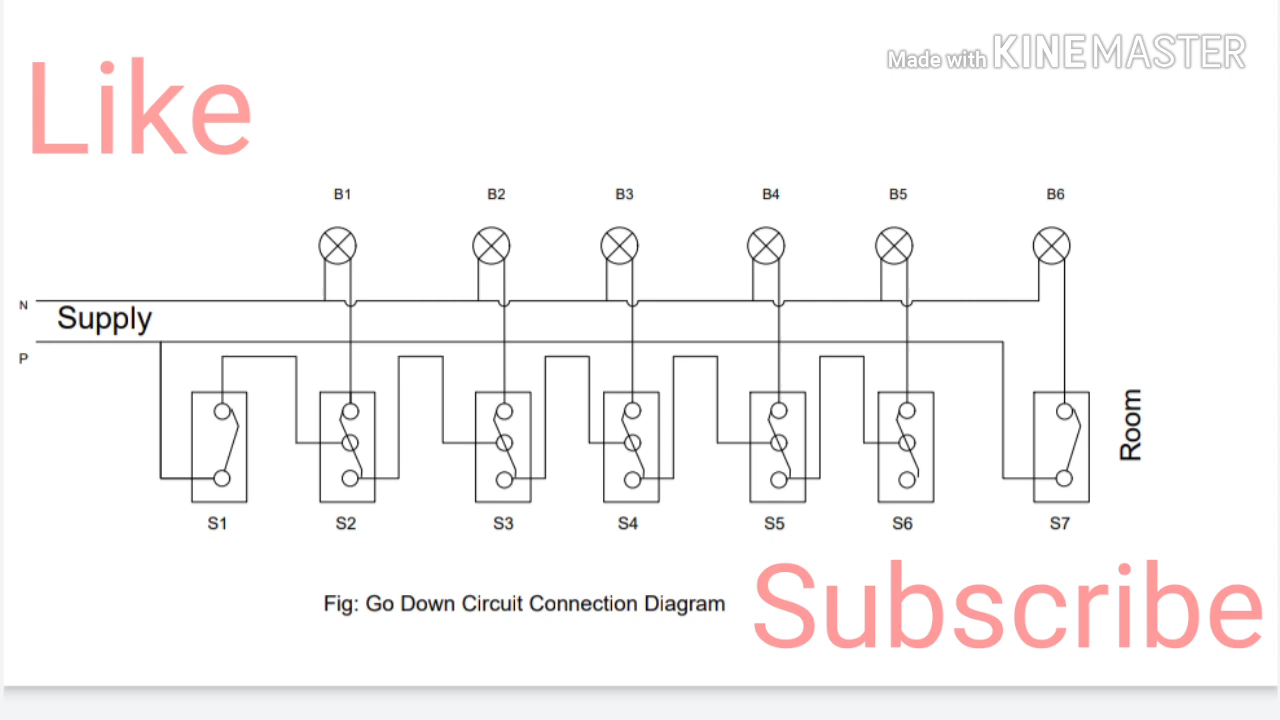 Made with KINEMASTER
Like
B1 B2 B3 B4 B5 B6
N
Supply
P
Room
S1 S2 S3 S4 S5 S6 S7
Fig: Go Down Circuit Connection Diagram
Subscribe